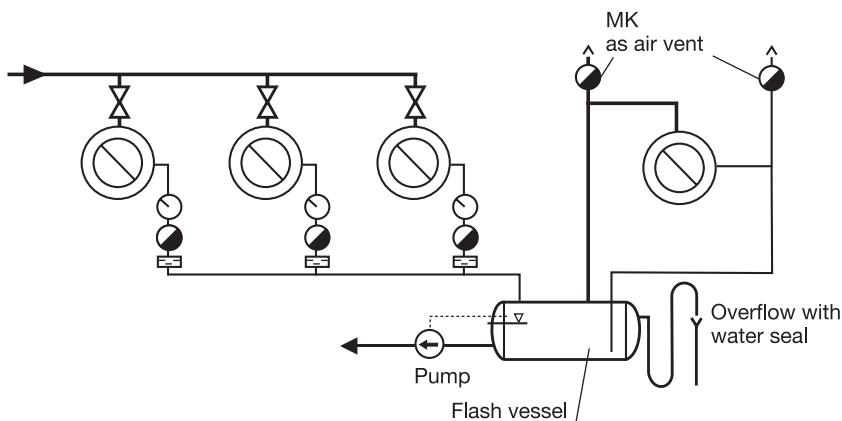 MK
as air vent
Overflow with
water seal
Pump
Flash vessel